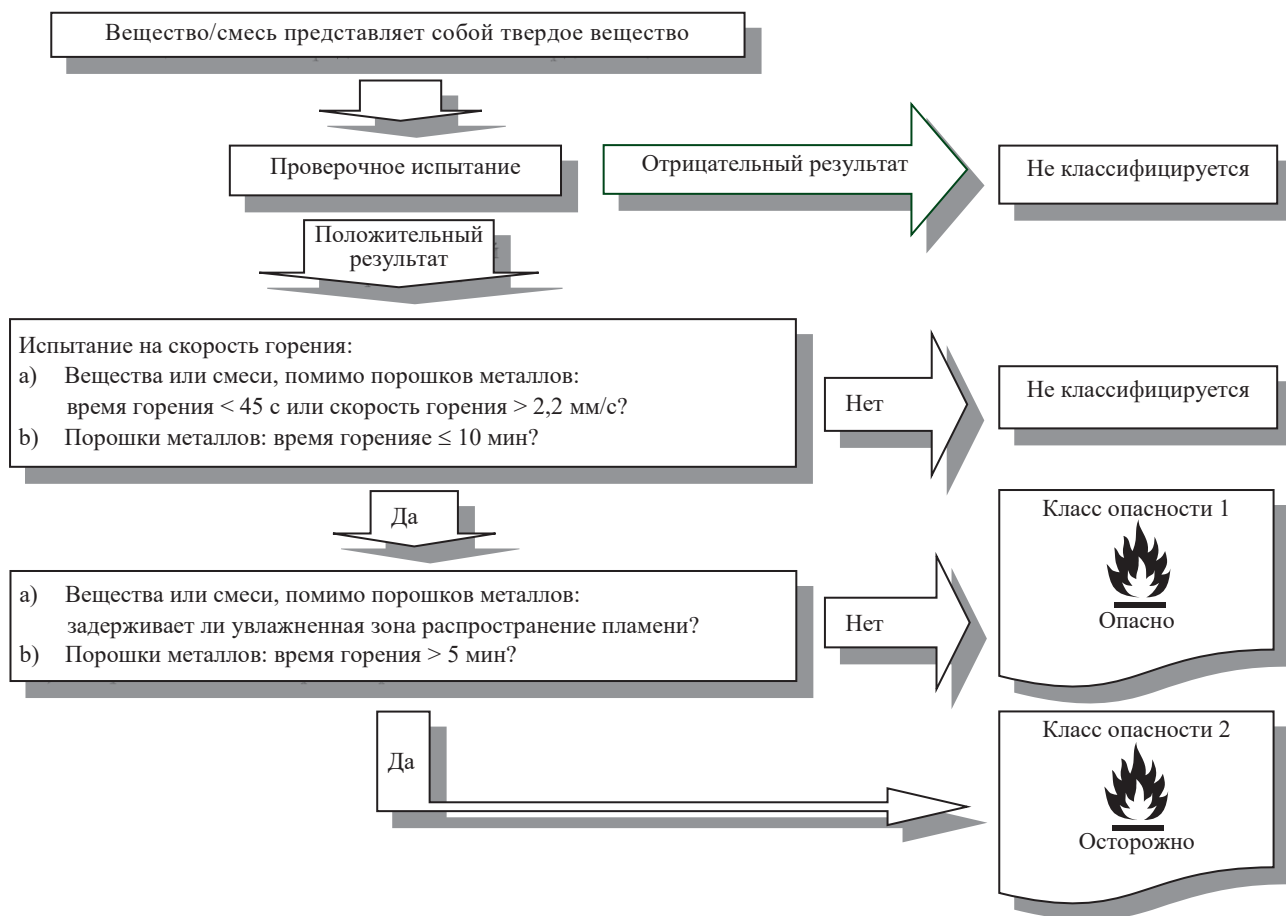 Вещество/смесь представляет собой твердое вещество
Проверочное испытание
Отрицательный результат
Не классифицируется
Положительный
результат
Испытание на скорость горения:
a) Вещества или смеси, помимо порошков металлов:
время горения < 45 с или скорость горения > 2,2 мм/с?
b) Порошки металлов: время горенияе ≤ 10 мин?
Нет
Не классифицируется
Да
Класс опасности 1
Опасно
a) Вещества или смеси, помимо порошков металлов:
задерживает ли увлажненная зона распространение пламени?
b) Порошки металлов: время горения > 5 мин?
Нет
Да
Класс опасности 2
Осторожно